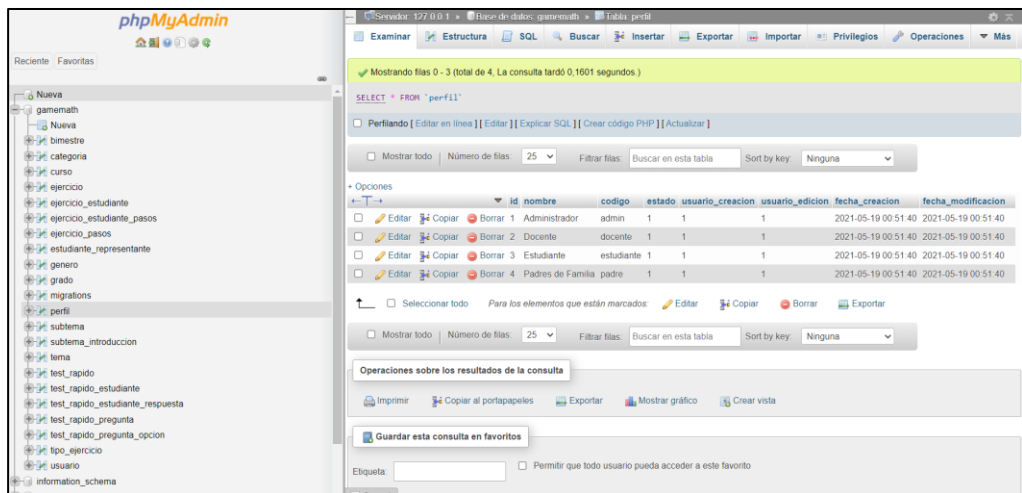 phpMyAdmin
Reciente Favoritas
Nueva
gamemath
Nueva
bimestre
categoria
curso
ejercicio
ejercicio_estudiante
ejercicio_estudiante_pasos
ejercicio_pasos
estudiante_representante
genero
grado
migrations
perfil
subtema
subtema_introduccion
tema
test_rapido
test_rapido_estudiante
test_rapido_estudiante_respuesta
test_rapido_pregunta
test_rapido_pregunta_opcion
tipo_ejercicio
usuario
information_schema
Servidor: 127.0.0.1 » Base de datos: gamemath » Tabla: perfil
Examinar Estructura SQL Buscar Insertar Exportar Importar Privilegios Operaciones Más
Mostrando filas 0 - 3 (total de 4, La consulta tardó 0,1601 segundos.)
SELECT * FROM `perfil`
Perfilando [ Editar en línea ] [ Editar ] [ Explicar SQL ] [ Crear código PHP ] [ Actualizar ]
Mostrar todo | Número de filas: 25 Filtrar filas: Buscar en esta tabla Sort by key: Ninguna
+ Opciones
id nombre codigo estado usuario_creacion usuario_edicion fecha_creacion fecha_modificacion
Editar Copiar Borrar 1 Administrador admin 1 1 1 2021-05-19 00:51:40 2021-05-19 00:51:40
Editar Copiar Borrar 2 Docente docente 1 1 1 2021-05-19 00:51:40 2021-05-19 00:51:40
Editar Copiar Borrar 3 Estudiante estudiante 1 1 1 2021-05-19 00:51:40 2021-05-19 00:51:40
Editar Copiar Borrar 4 Padres de Familia padre 1 1 1 2021-05-19 00:51:40 2021-05-19 00:51:40
Seleccionar todo Para los elementos que están marcados: Editar Copiar Borrar Exportar
Mostrar todo | Número de filas: 25 Filtrar filas: Buscar en esta tabla Sort by key: Ninguna
Operaciones sobre los resultados de la consulta
Imprimir Copiar al portapapeles Exportar Mostrar gráfico Crear vista
Guardar esta consulta en favoritos
Etiqueta: Permitir que todo usuario pueda acceder a este favorito